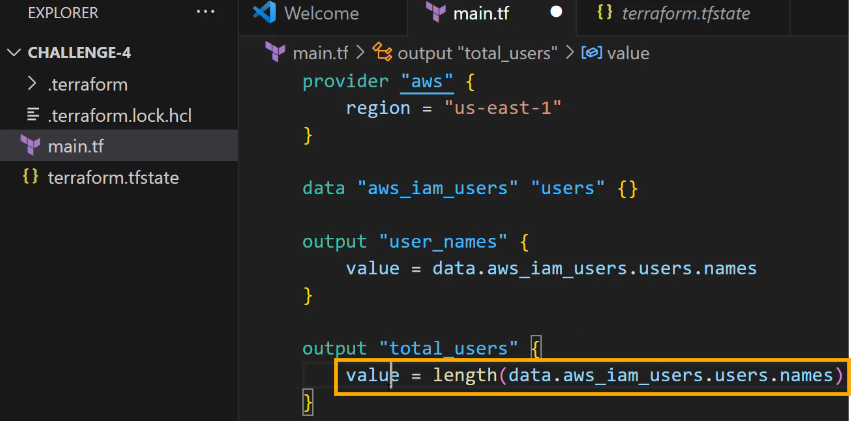 EXPLORER ...
CHALLENGE-4
.terraform
.terraform.lock.hcl
main.tf
terraform.tfstate
Welcome
main.tf
terraform.tfstate
main.tf > output "total_users" > value
provider "aws" {
    region = "us-east-1"
}
data "aws_iam_users" "users" {}
output "user_names" {
    value = data.aws_iam_users.users.names
}
output "total_users" {
    value = length(data.aws_iam_users.users.names)
}